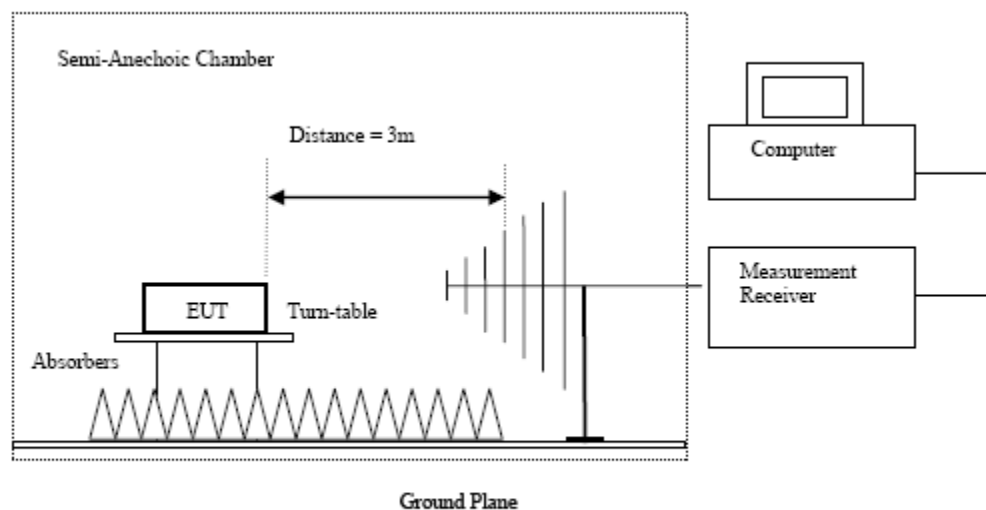 Semi-Anechoic Chamber
Distance = 3m
Computer
Measurement
Receiver
EUT
Turn-table
Absorbers
Ground Plane